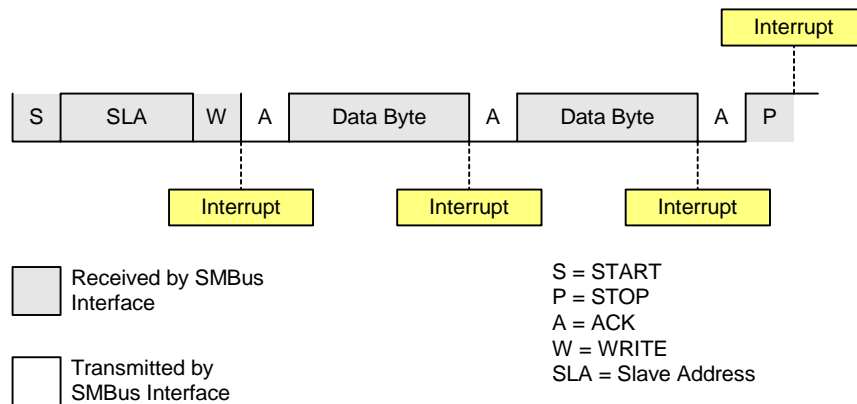 Interrupt
S SLA W A Data Byte A Data Byte A P
Interrupt Interrupt Interrupt
Received by SMBus
Interface
Transmitted by
SMBus Interface
S = START
P = STOP
A = ACK
W = WRITE
SLA = Slave Address